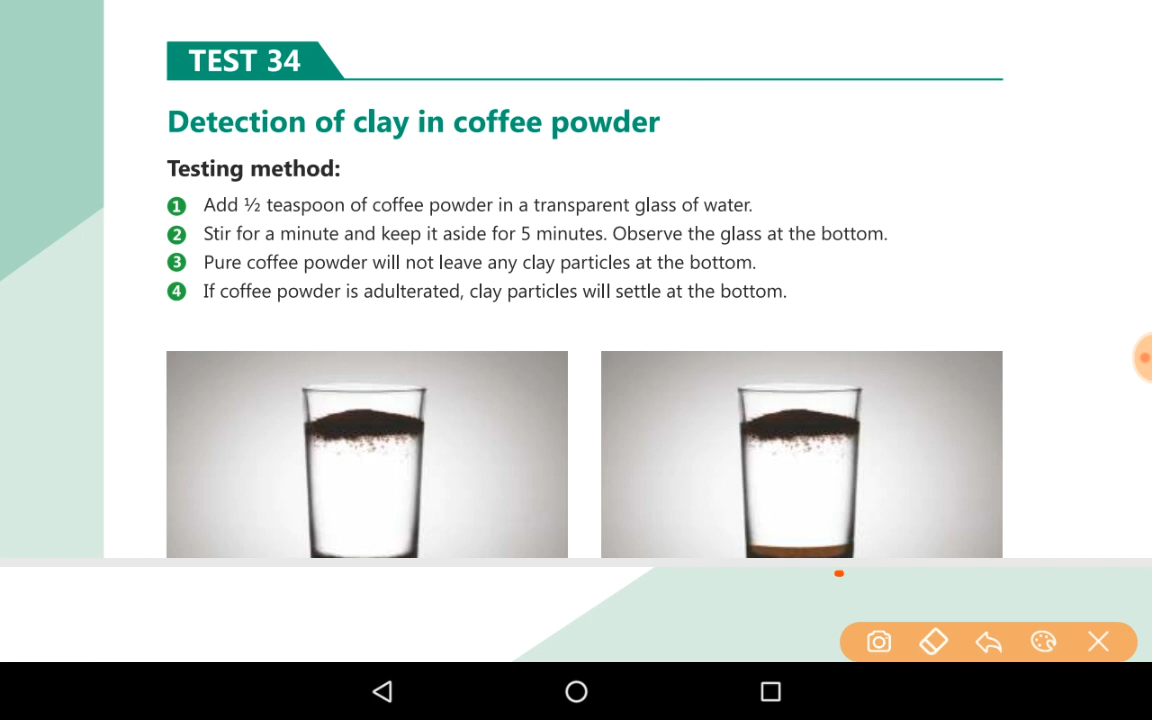 TEST 34
Detection of clay in coffee powder
Testing method:
1 Add ½ teaspoon of coffee powder in a transparent glass of water.
2 Stir for a minute and keep it aside for 5 minutes. Observe the glass at the bottom.
3 Pure coffee powder will not leave any clay particles at the bottom.
4 If coffee powder is adulterated, clay particles will settle at the bottom.